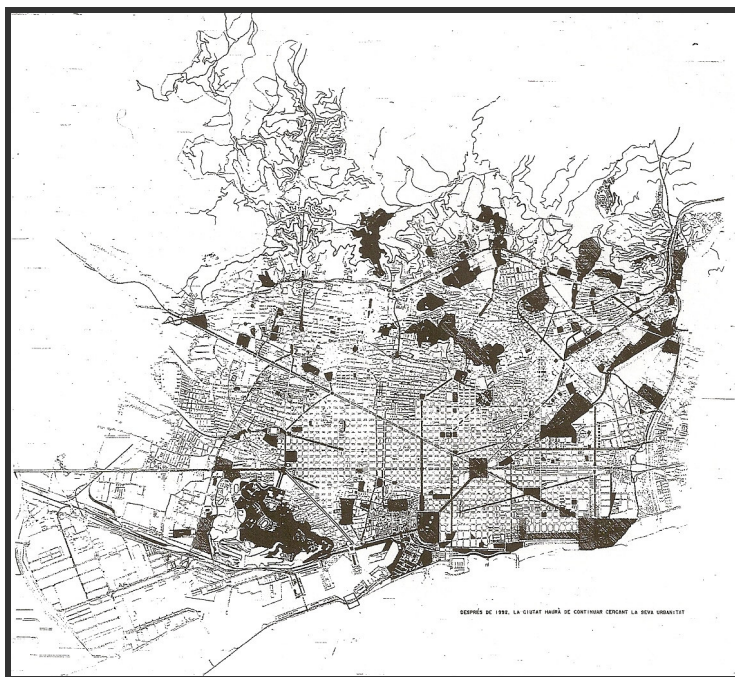 DESPRÉS DE 1992, LA CIUTAT HAURÀ DE CONTINUAR CERCANT LA SEVA URBANITAT